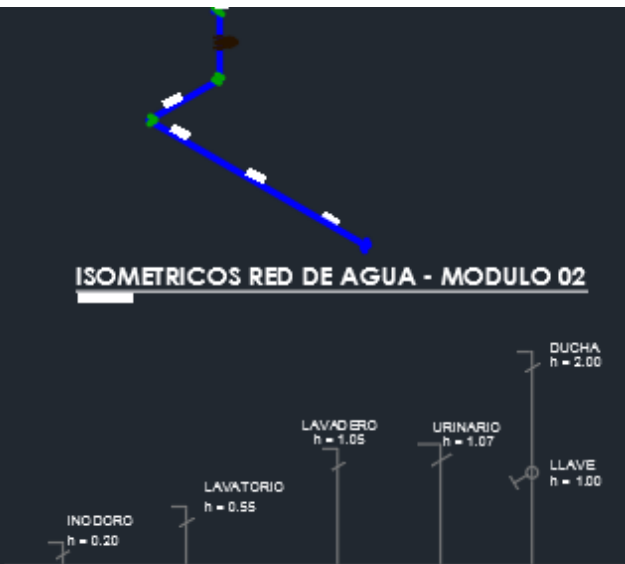 ISOMETRICOS RED DE AGUA - MODULO 02
DUCHA
h = 2.00
LAVADERO
h = 1.05
URINARIO
h = 1.07
LLAVE
h = 1.00
LAVATORIO
h = 0.55
INODORO
h = 0.20